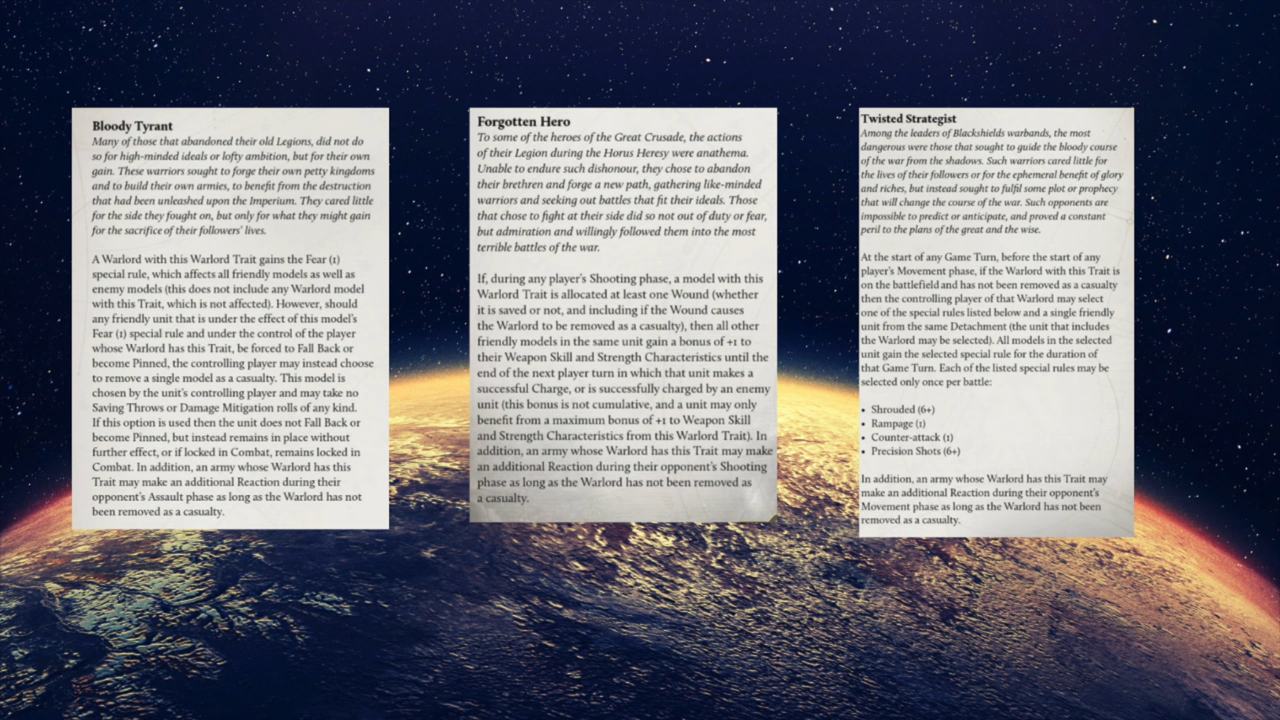 Bloody Tyrant
Many of those that abandoned their old Legions, did not do
so for high-minded ideals or lofty ambition, but for their own
gain. These warriors sought to forge their own petty kingdoms
and to build their own armies, to benefit from the destruction
that had been unleashed upon the Imperium. They cared little
for the side they fought on, but only for what they might gain
for the sacrifice of their followers' lives.
A Warlord with this Warlord Trait gains the Fear (1)
special rule, which affects all friendly models as well as
enemy models (this does not include any Warlord model
with this Trait, which is not affected). However, should
any friendly unit that is under the effect of this model's
Fear (1) special rule and under the control of the player
whose Warlord has this Trait, be forced to Fall Back or
become Pinned, the controlling player may instead choose
to remove a single model as a casualty. This model is
chosen by the unit's controlling player and may take no
Saving Throws or Damage Mitigation rolls of any kind.
If this option is used then the unit does not Fall Back or
become Pinned, but instead remains in place without
further effect, or if locked in Combat, remains locked in
Combat. In addition, an army whose Warlord has this
Trait may make an additional Reaction during their
opponent's Assault phase as long as the Warlord has not
been removed as a casualty.
Forgotten Hero
To some of the heroes of the Great Crusade, the actions
of their Legion during the Horus Heresy were anathema.
Unable to endure such dishonour, they chose to abandon
their brethren and forge a new path, gathering like-minded
warriors and seeking out battles that fit their ideals. Those
that chose to fight at their side did so not out of duty or fear,
but admiration and willingly followed them into the most
terrible battles of the war.
If, during any player's Shooting phase, a model with this
Warlord Trait is allocated at least one Wound (whether
it is saved or not, and including if the Wound causes
the Warlord to be removed as a casualty), then all other
friendly models in the same unit gain a bonus of +1 to
their Weapon Skill and Strength Characteristics until the
end of the next player turn in which that unit makes a
successful Charge, or is successfully charged by an enemy
unit (this bonus is not cumulative, and a unit may only
benefit from a maximum bonus of +1 to Weapon Skill
and Strength Characteristics from this Warlord Trait). In
addition, an army whose Warlord has this Trait may make
an additional Reaction during their opponent's Shooting
phase as long as the Warlord has not been removed as
a casualty.
Twisted Strategist
Among the leaders of Blackshields warbands, the most
dangerous were those that sought to guide the bloody course
of the war from the shadows. Such warriors cared little for
the lives of their followers or for the ephemeral benefit of glory
and riches, but instead sought to fulfil some plot or prophecy
that will change the course of the war. Such opponents are
impossible to predict or anticipate, and proved a constant
peril to the plans of the great and the wise.
At the start of any Game Turn, before the start of any
player's Movement phase, if the Warlord with this Trait is
on the battlefield and has not been removed as a casualty
then the controlling player of that Warlord may select
one of the special rules listed below and a single friendly
unit from the same Detachment (the unit that includes
the Warlord may be selected). All models in the selected
unit gain the selected special rule for the duration of
that Game Turn. Each of the listed special rules may be
selected only once per battle:
• Shrouded (6+)
• Rampage (1)
• Counter-attack (1)
• Precision Shots (6+)
In addition, an army whose Warlord has this Trait may
make an additional Reaction during their opponent's
Movement phase as long as the Warlord has not been
removed as a casualty.